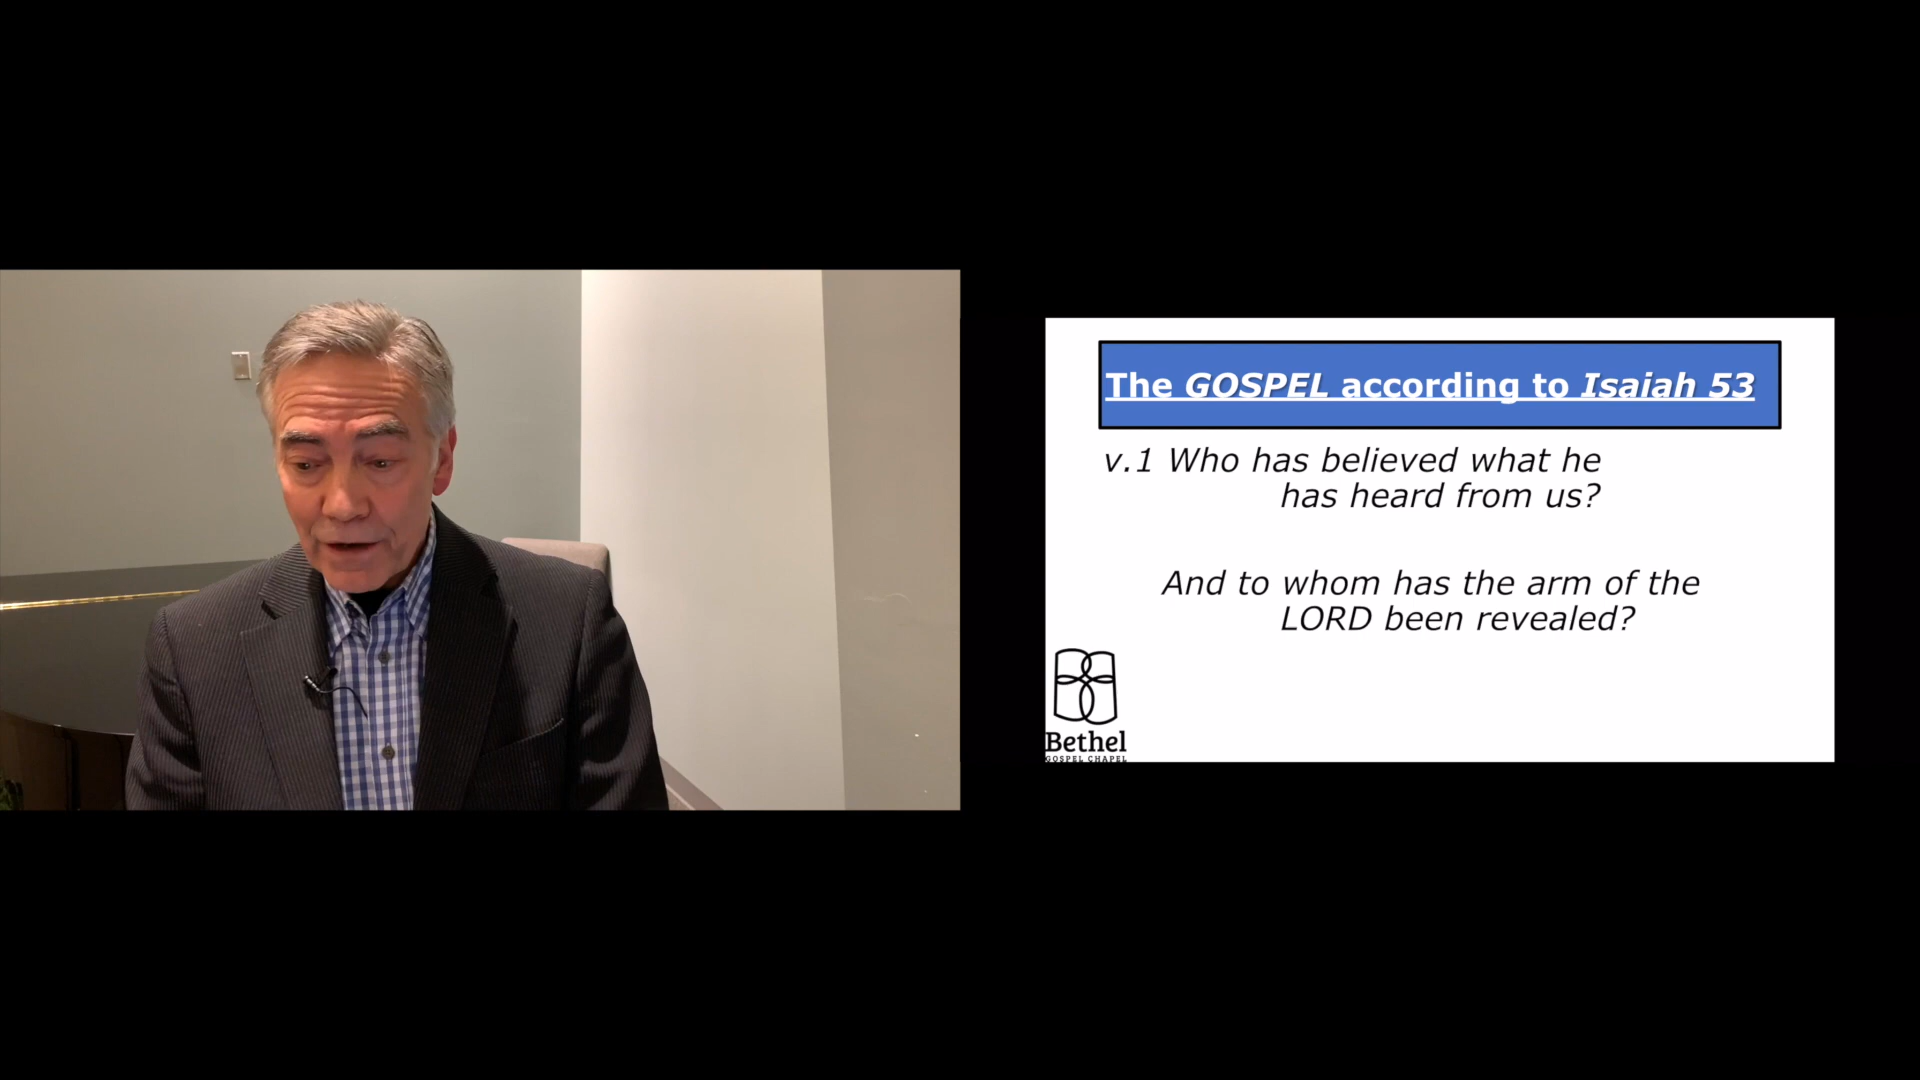 The GOSPEL according to Isaiah 53
v.1 Who has believed what he
has heard from us?
And to whom has the arm of the
LORD been revealed?
Bethel
GOSPEL CHAPEL